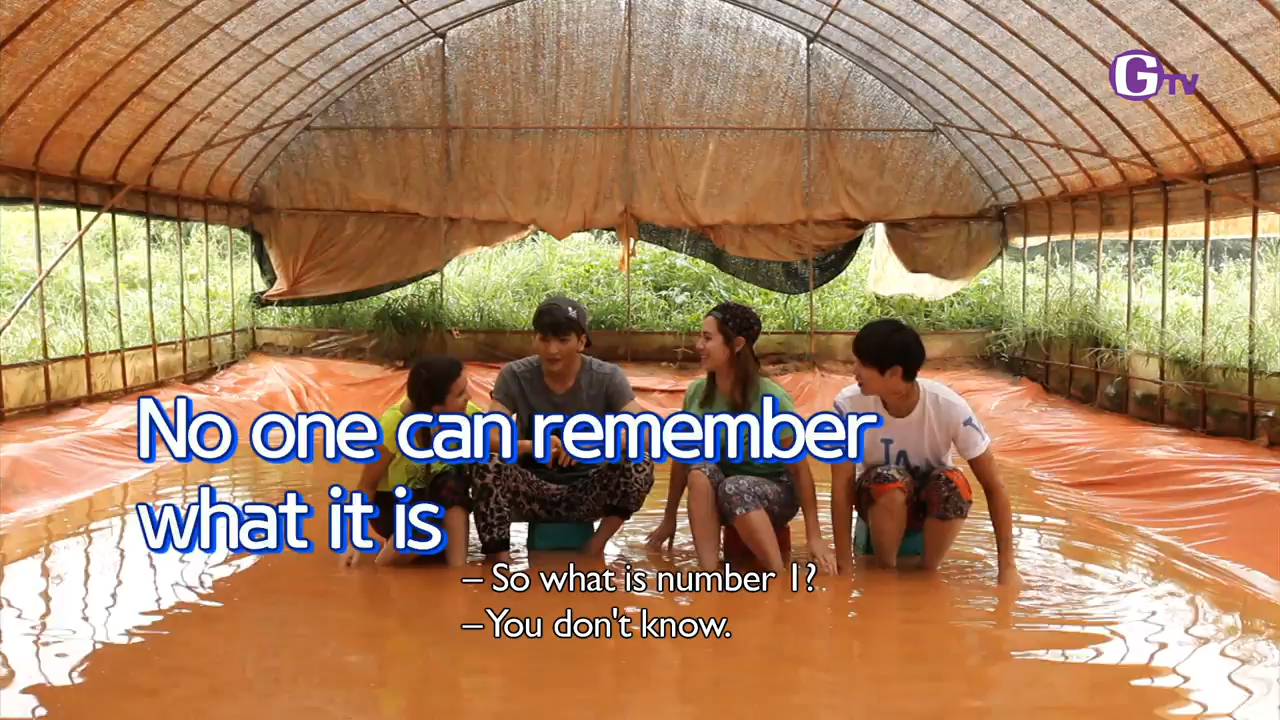 GTV
No one can remember
what it is
– So what is number 1?
– You don't know.